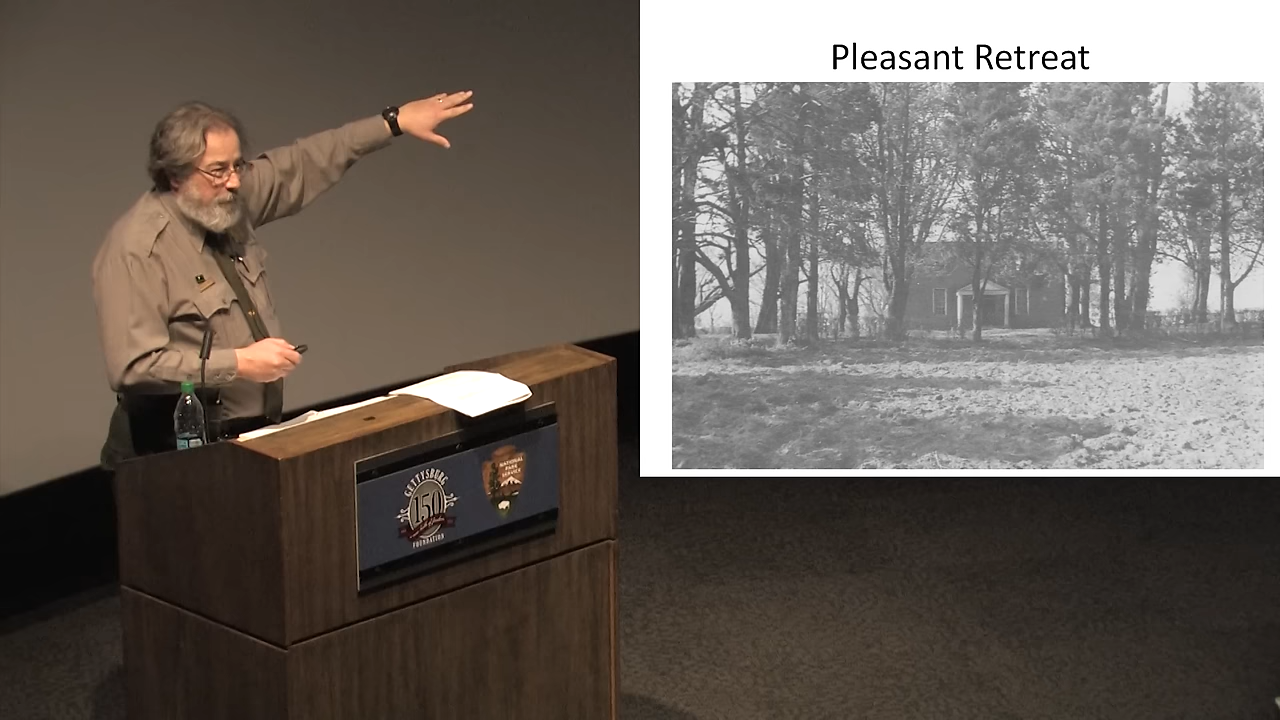 Pleasant Retreat
GETTYSBURG
150
FOUNDATION
NATIONAL
PARK
SERVICE